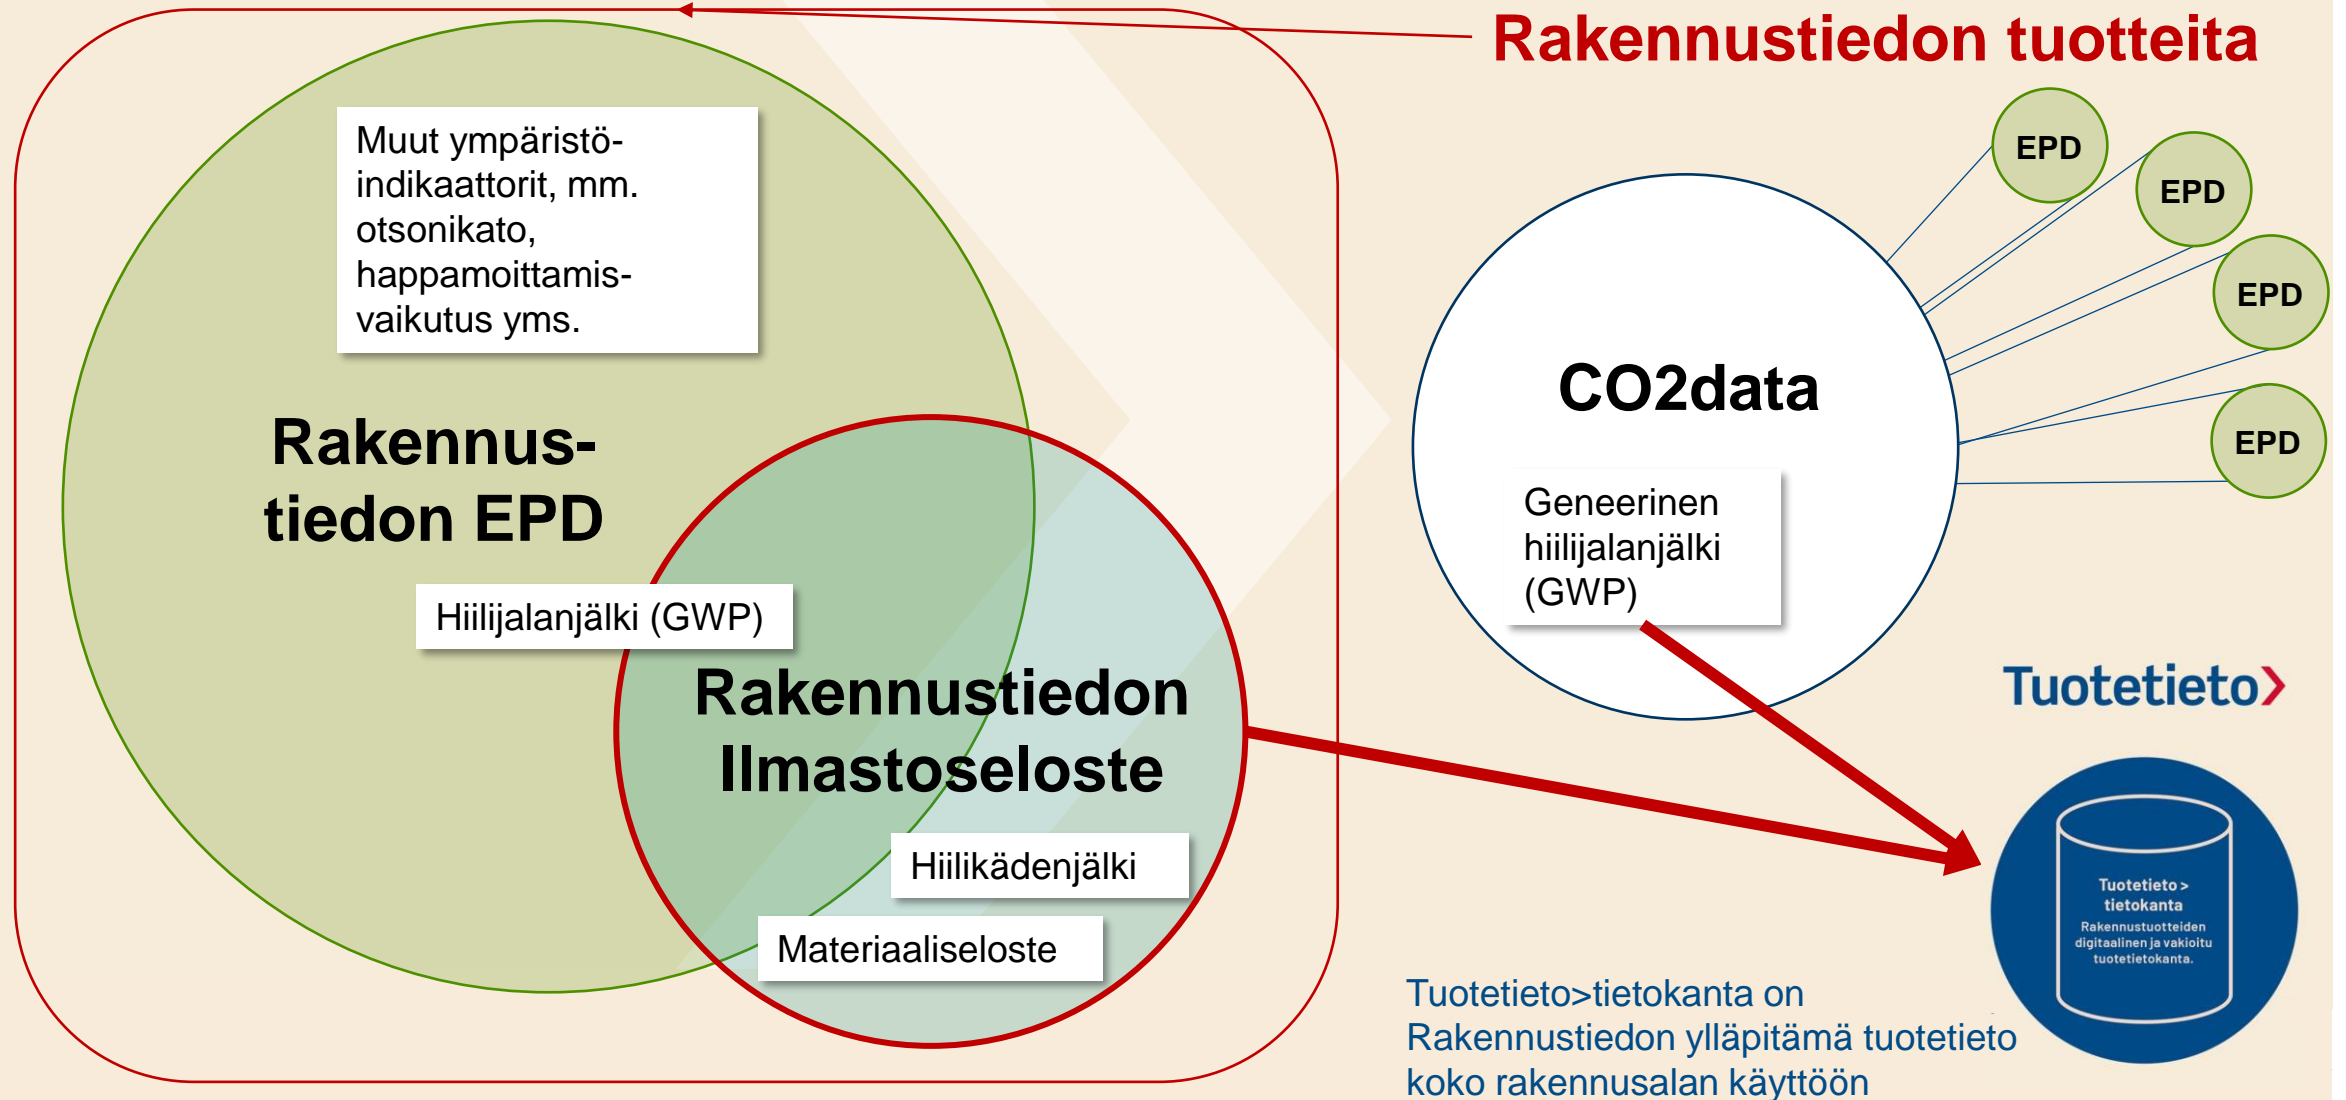 Rakennustiedon tuotteita
Muut ympäristö-
indikaattorit, mm.
otsonikato,
happamoittamis-
vaikutus yms.
Rakennus-
tiedon EPD
Hiilijalanjälki (GWP)
Rakennustiedon
Ilmastoseloste
Hiilikädenjälki
Materiaaliseloste
EPD
EPD
EPD
EPD
CO2data
Geneerinen
hiilijalanjälki
(GWP)
Tuotetieto>
Tuotetieto >
tietokanta
Rakennustuotteiden
digitaalinen ja vakioitu
tuotetietokanta.
Tuotetieto>tietokanta on
Rakennustiedon ylläpitämä tuotetieto
koko rakennusalan käyttöön